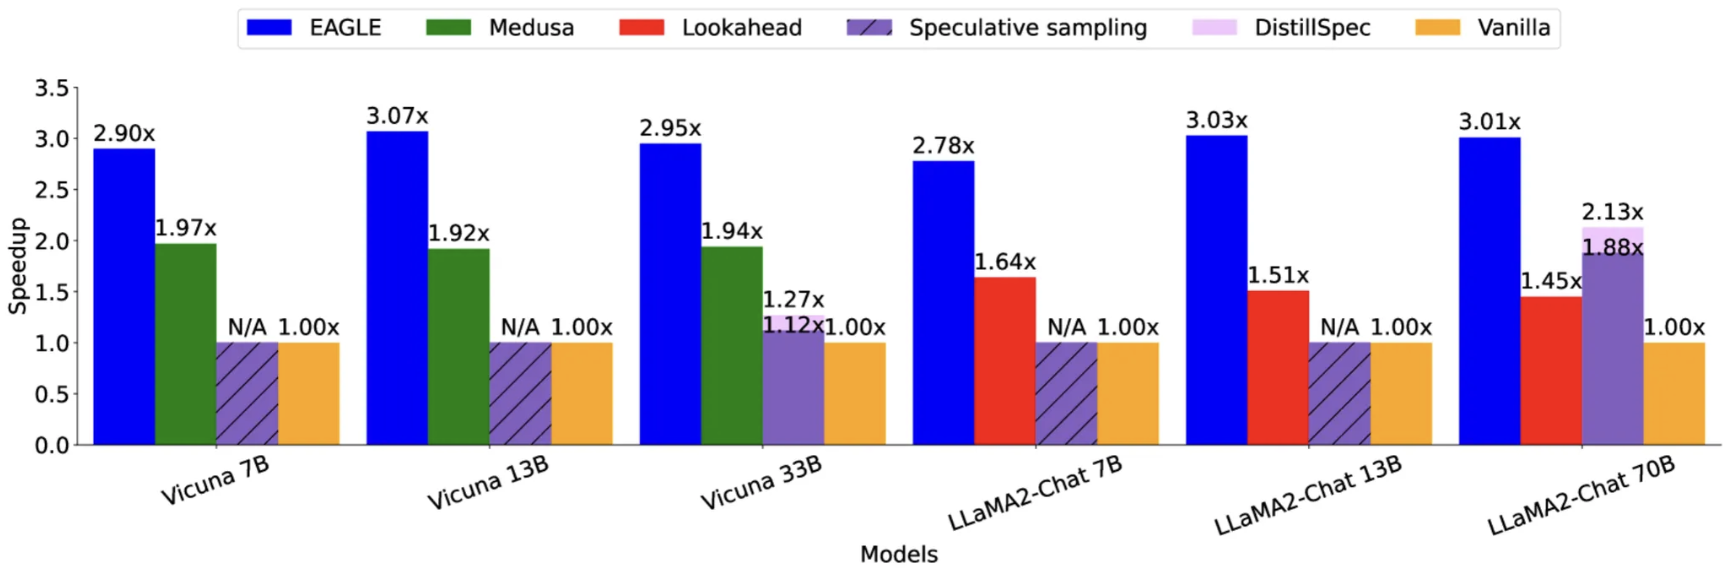 EAGLE Medusa Lookahead Speculative sampling DistillSpec Vanilla
Speedup
3.5
3.0
2.5
2.0
1.5
1.0
0.5
0.0
2.90x 1.97x N/A 1.00x
3.07x 1.92x N/A 1.00x
2.95x 1.94x 1.27x 1.12x 1.00x
2.78x 1.64x N/A 1.00x
3.03x 1.51x N/A 1.00x
3.01x 1.45x 2.13x 1.88x 1.00x
Vicuna 7B
Vicuna 13B
Vicuna 33B
LLaMA2-Chat 7B
LLaMA2-Chat 13B
LLaMA2-Chat 70B
Models